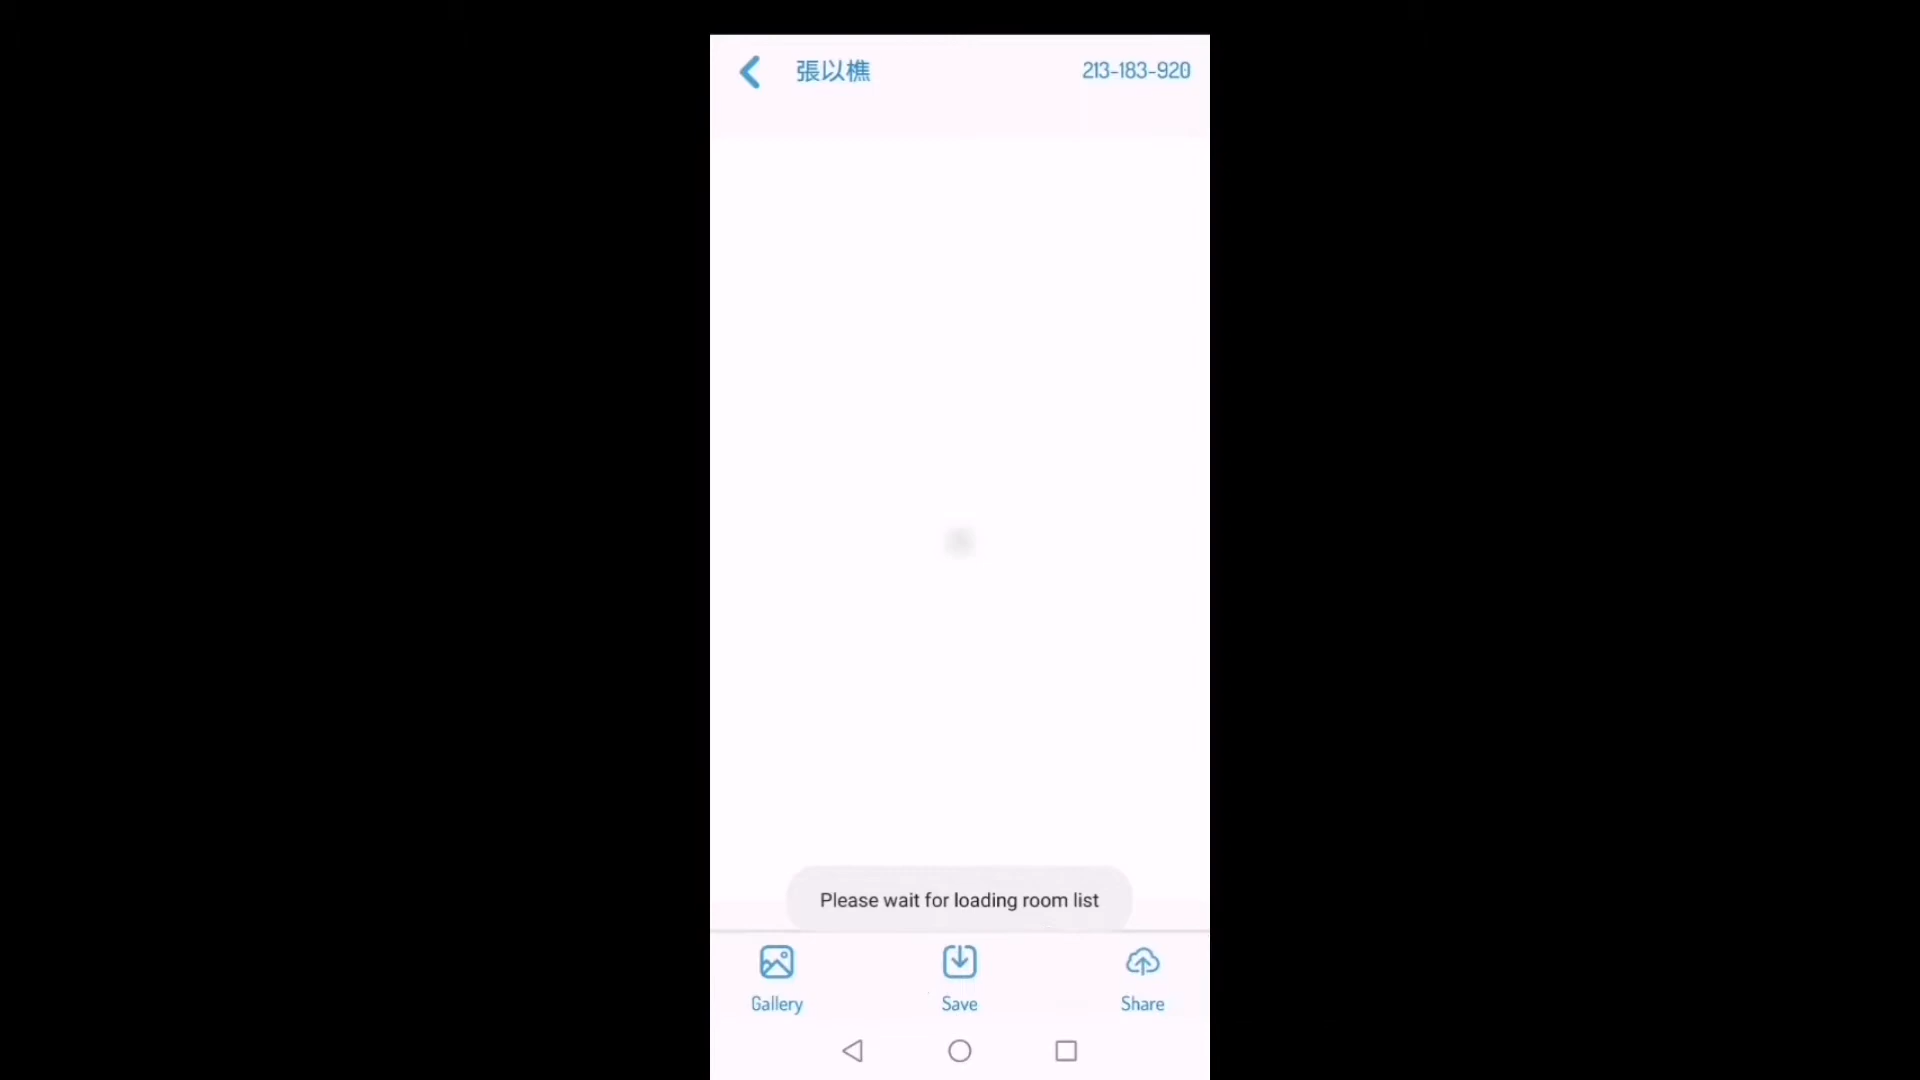 張以樵
213-183-920
Please wait for loading room list
Gallery
Save
Share